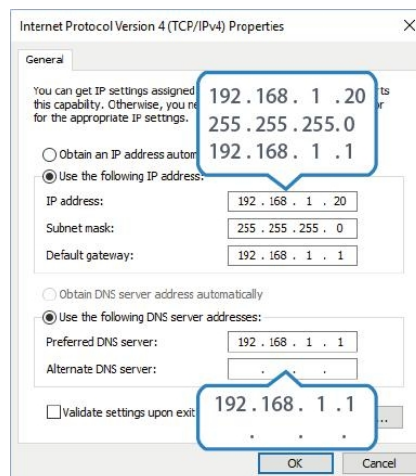 Internet Protocol Version 4 (TCP/IPv4) Properties
General
You can get IP settings assigned
this capability. Otherwise, you
for the appropriate IP settings.
192.168. 1 .20
255.255.255.0
192.168. 1 .1
Obtain an IP address
Use the following IP address:
IP address: 192 . 168 . 1 . 20
Subnet mask: 255 . 255 . 255 . 0
Default gateway: 192 . 168 . 1 . 1
Obtain DNS server address automatically
Use the following DNS server addresses:
Preferred DNS server: 192 . 168 . 1 . 1
Alternate DNS server: . . .
192.168. 1 .1
. . .
Validate settings upon exit
...
OK Cancel